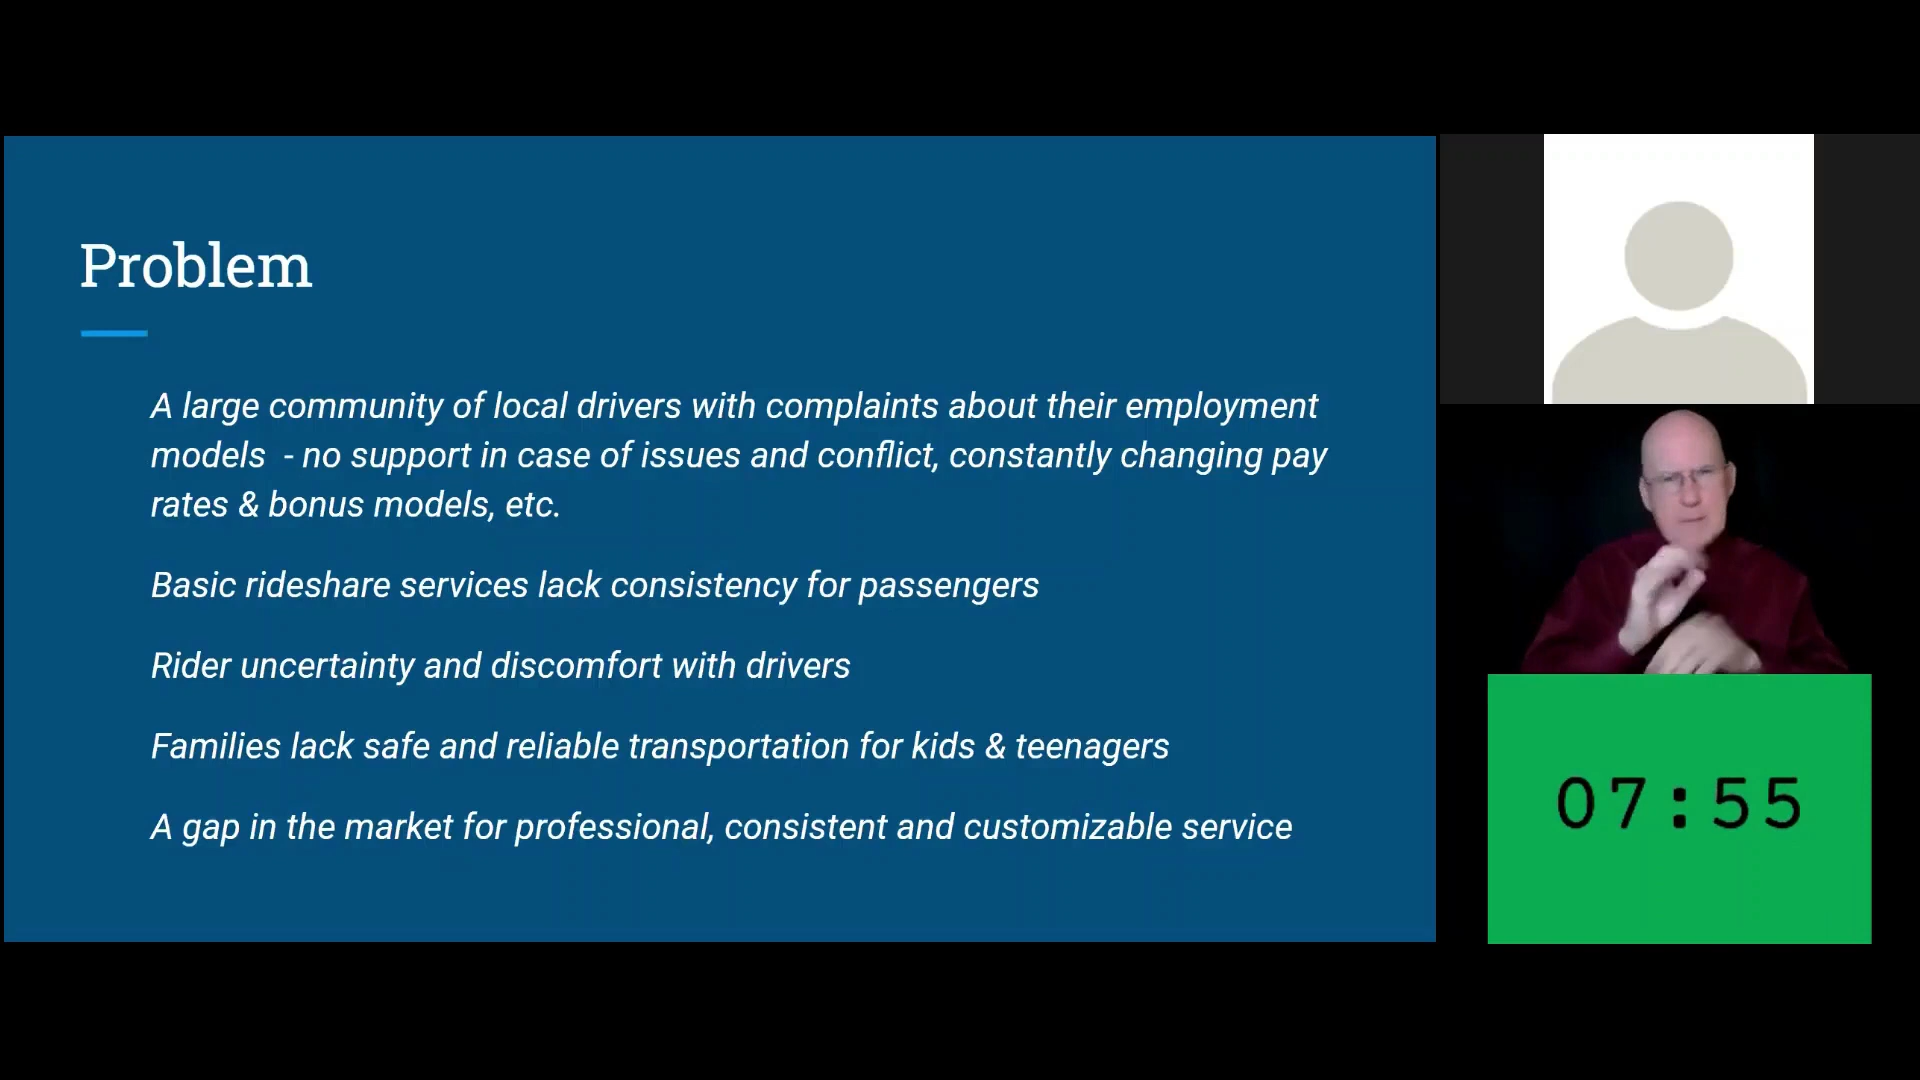 Problem
A large community of local drivers with complaints about their employment
models - no support in case of issues and conflict, constantly changing pay
rates & bonus models, etc.
Basic rideshare services lack consistency for passengers
Rider uncertainty and discomfort with drivers
Families lack safe and reliable transportation for kids & teenagers
A gap in the market for professional, consistent and customizable service
07:55